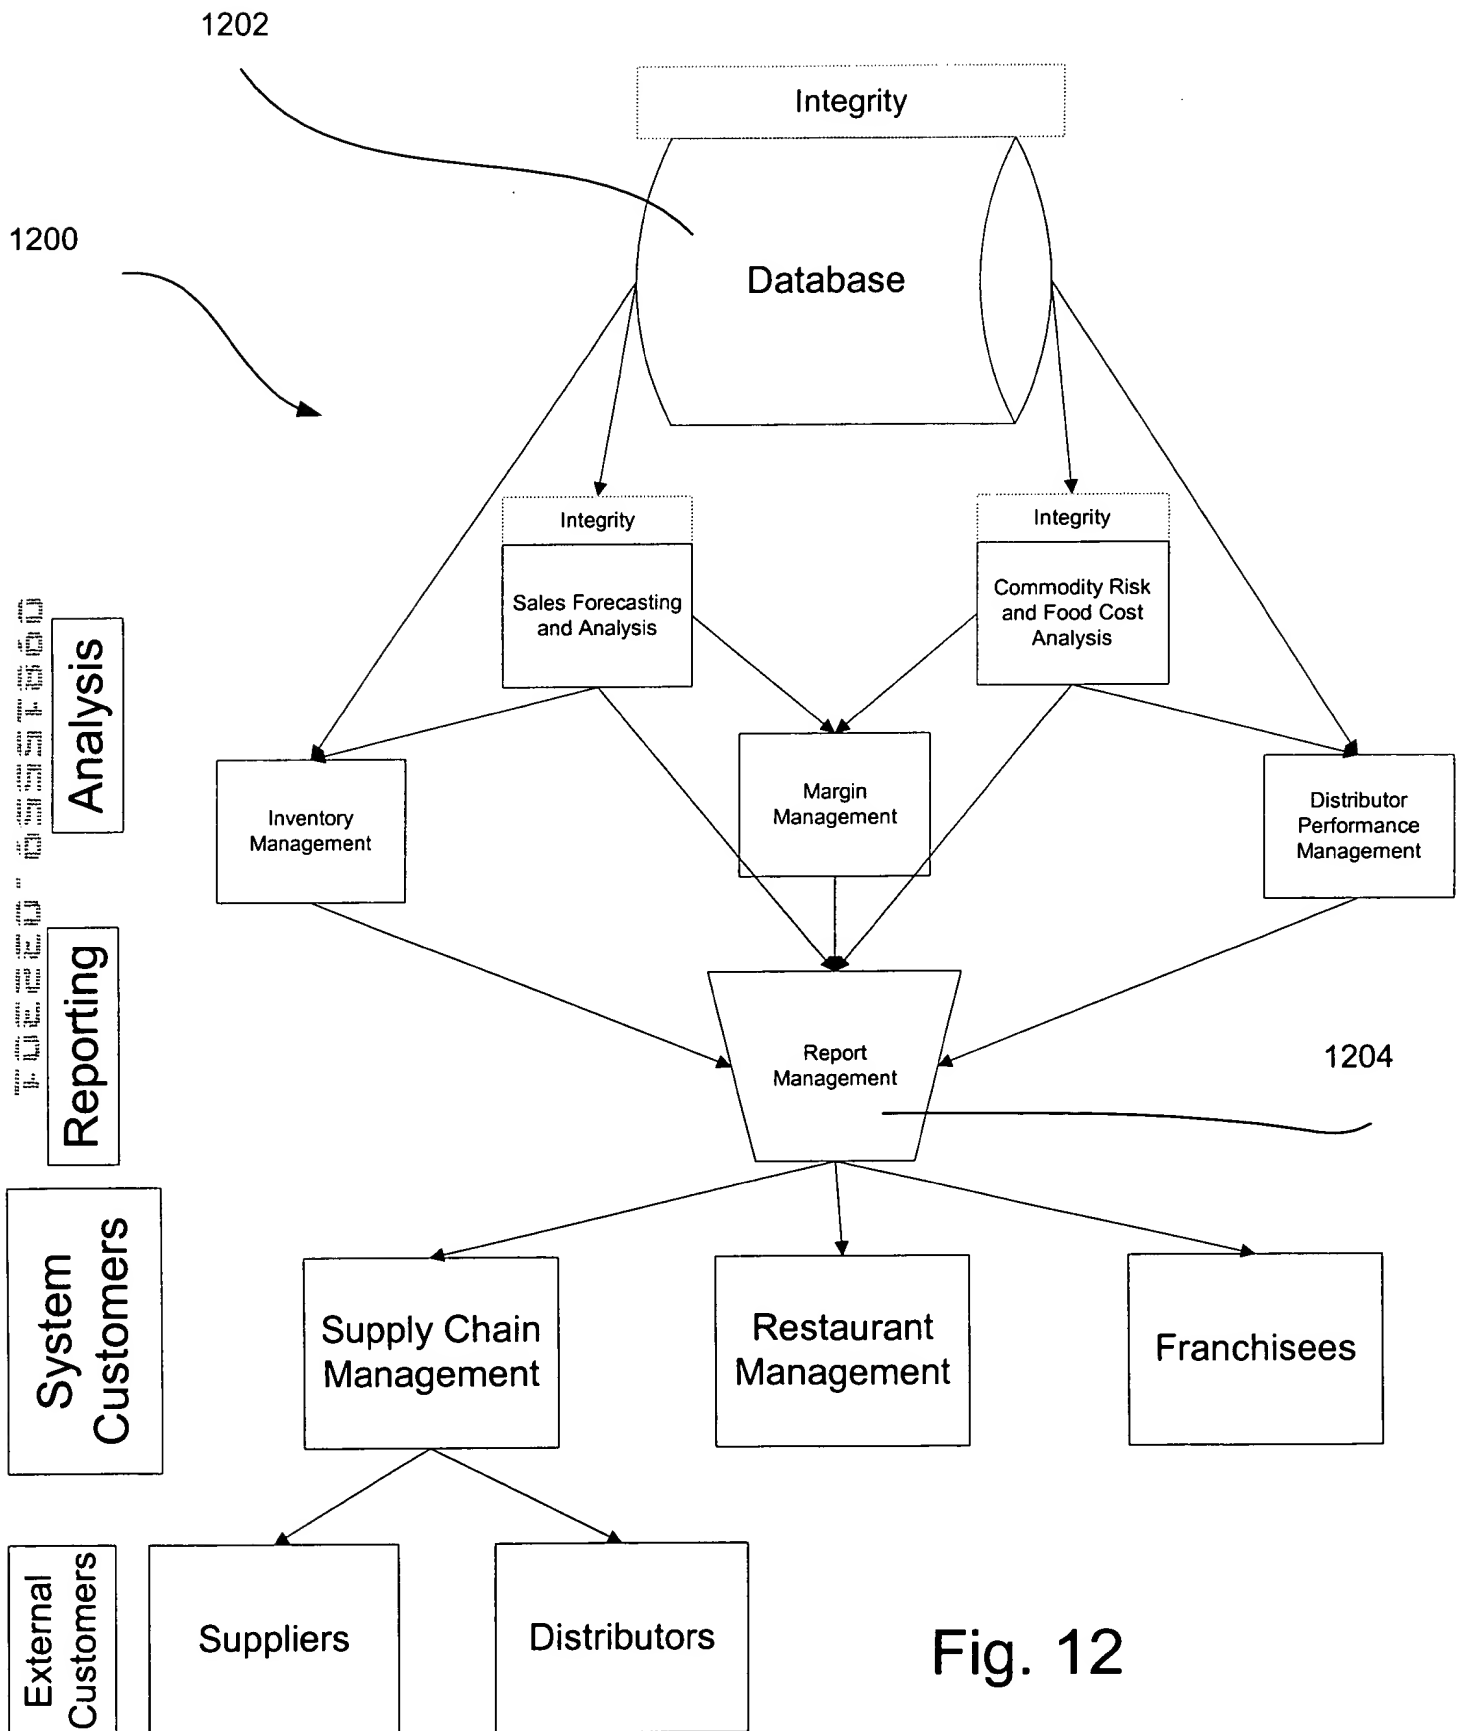 1202
Integrity
1200
Database
Integrity
Integrity
Sales Forecasting
and Analysis
Commodity Risk
and Food Cost
Analysis
Analysis
Inventory
Management
Margin
Management
Distributor
Performance
Management
Reporting
Report
Management
1204
System
Customers
Supply Chain
Management
Restaurant
Management
Franchisees
External
Customers
Suppliers
Distributors
Fig. 12